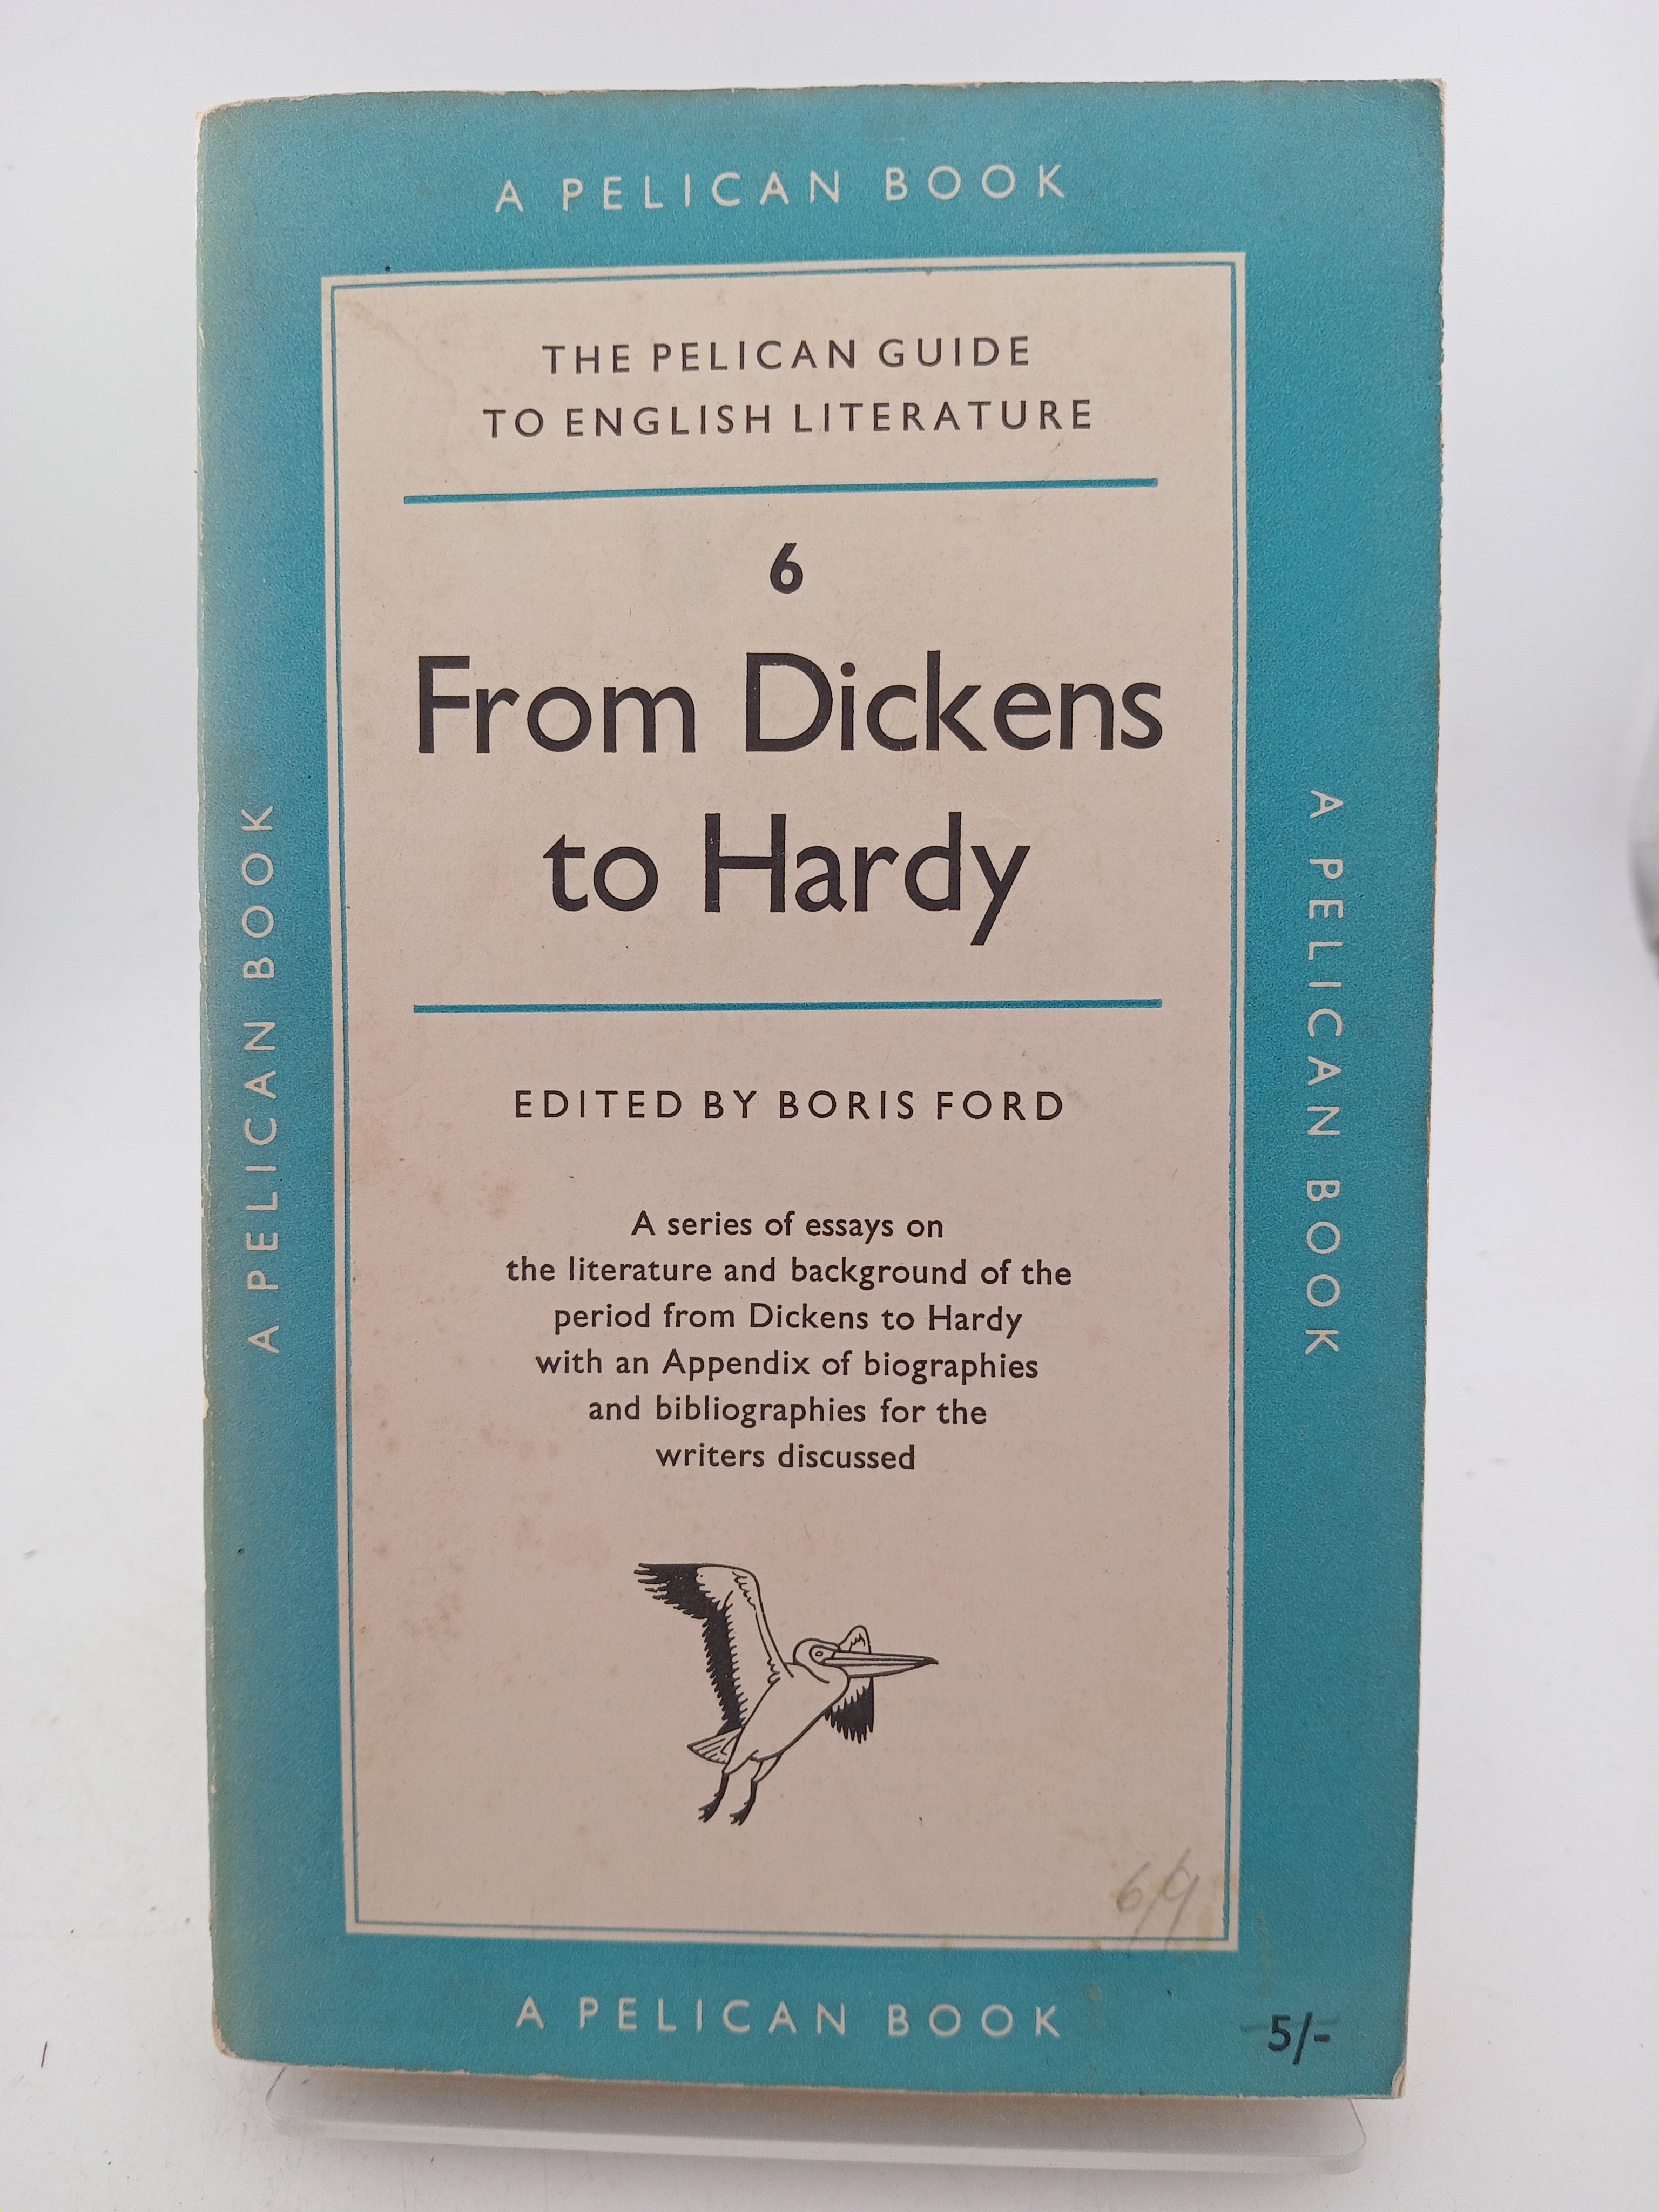 A PELICAN BOOK
THE PELICAN GUIDE
TO ENGLISH LITERATURE
6
From Dickens
to Hardy
EDITED BY BORIS FORD
A series of essays on
the literature and background of the
period from Dickens to Hardy
with an Appendix of biographies
and bibliographies for the
writers discussed
A PELICAN BOOK
A PELICAN BOOK
6/9
A PELICAN BOOK
5/-